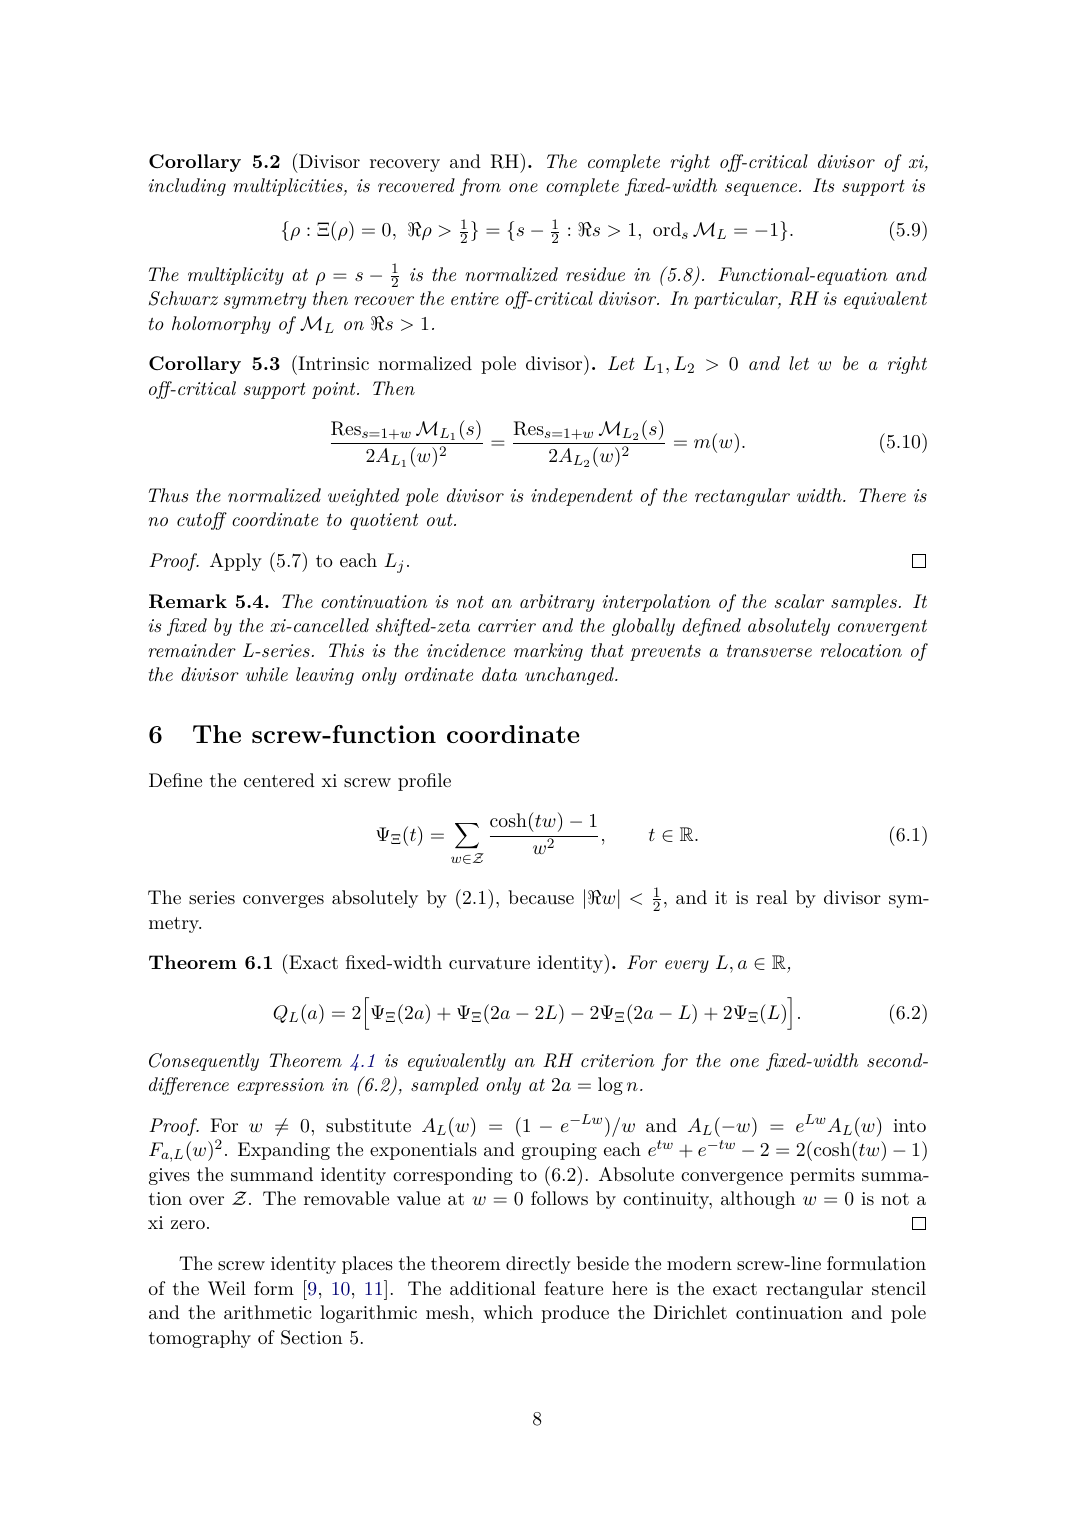 Corollary 5.2 (Divisor recovery and RH). The complete right off-critical divisor of xi,
including multiplicities, is recovered from one complete fixed-width sequence. Its support is
{ρ : Ξ(ρ) = 0, ℜρ > 1/2} = {s − 1/2 : ℜs > 1, ord_s ℳ_L = −1}. (5.9)
The multiplicity at ρ = s − 1/2 is the normalized residue in (5.8). Functional-equation and
Schwarz symmetry then recover the entire off-critical divisor. In particular, RH is equivalent
to holomorphy of ℳ_L on ℜs > 1.
Corollary 5.3 (Intrinsic normalized pole divisor). Let L₁, L₂ > 0 and let w be a right
off-critical support point. Then
Res_{s=1+w} ℳ_{L₁}(s) / 2A_{L₁}(w)² = Res_{s=1+w} ℳ_{L₂}(s) / 2A_{L₂}(w)² = m(w). (5.10)
Thus the normalized weighted pole divisor is independent of the rectangular width. There is
no cutoff coordinate to quotient out.
Proof. Apply (5.7) to each L_j. □
Remark 5.4. The continuation is not an arbitrary interpolation of the scalar samples. It
is fixed by the xi-cancelled shifted-zeta carrier and the globally defined absolutely convergent
remainder L-series. This is the incidence marking that prevents a transverse relocation of
the divisor while leaving only ordinate data unchanged.
6 The screw-function coordinate
Define the centered xi screw profile
Ψ_Ξ(t) = ∑_{w∈𝒵} (cosh(tw) − 1) / w², t ∈ ℝ. (6.1)
The series converges absolutely by (2.1), because |ℜw| < 1/2, and it is real by divisor sym-
metry.
Theorem 6.1 (Exact fixed-width curvature identity). For every L, a ∈ ℝ,
Q_L(a) = 2[Ψ_Ξ(2a) + Ψ_Ξ(2a − 2L) − 2Ψ_Ξ(2a − L) + 2Ψ_Ξ(L)]. (6.2)
Consequently Theorem 4.1 is equivalently an RH criterion for the one fixed-width second-
difference expression in (6.2), sampled only at 2a = log n.
Proof. For w ≠ 0, substitute A_L(w) = (1 − e^{−Lw})/w and A_L(−w) = e^{Lw}A_L(w) into
F_{a,L}(w)². Expanding the exponentials and grouping each e^{tw} + e^{−tw} − 2 = 2(cosh(tw) − 1)
gives the summand identity corresponding to (6.2). Absolute convergence permits summa-
tion over 𝒵. The removable value at w = 0 follows by continuity, although w = 0 is not a
xi zero. □
The screw identity places the theorem directly beside the modern screw-line formulation
of the Weil form [9, 10, 11]. The additional feature here is the exact rectangular stencil
and the arithmetic logarithmic mesh, which produce the Dirichlet continuation and pole
tomography of Section 5.
8